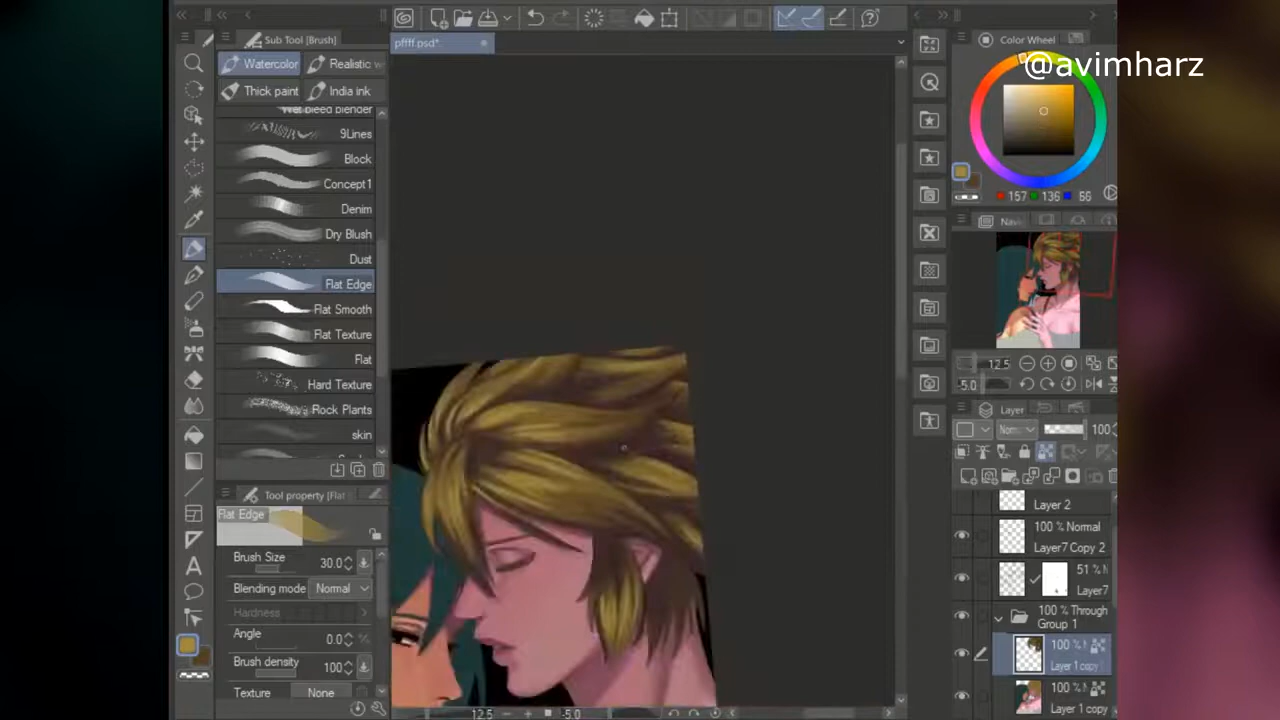 @avimharz
Sub Tool [Brush]
pffff.psd*
Color Wheel
Watercolor
Realistic w
Thick paint
India ink
Wet bleed blender
9Lines
Block
Concept1
Denim
Dry Blush
Dust
Flat Edge
Flat Smooth
Flat Texture
Flat
Hard Texture
Rock Plants
skin
157 136 66
Navi
12.5
-5.0
Layer
Norm
100
Layer 2
100 % Normal
Layer7 Copy 2
51 % N
Layer7
100 % Through
Group 1
100 %
Layer 1 copy
100 %
Layer 1 copy
Tool property [Flat
Flat Edge
Brush Size
30.0
Blending mode
Normal
Hardness
Angle
0.0
Brush density
100
Texture
None
12.5
-5.0